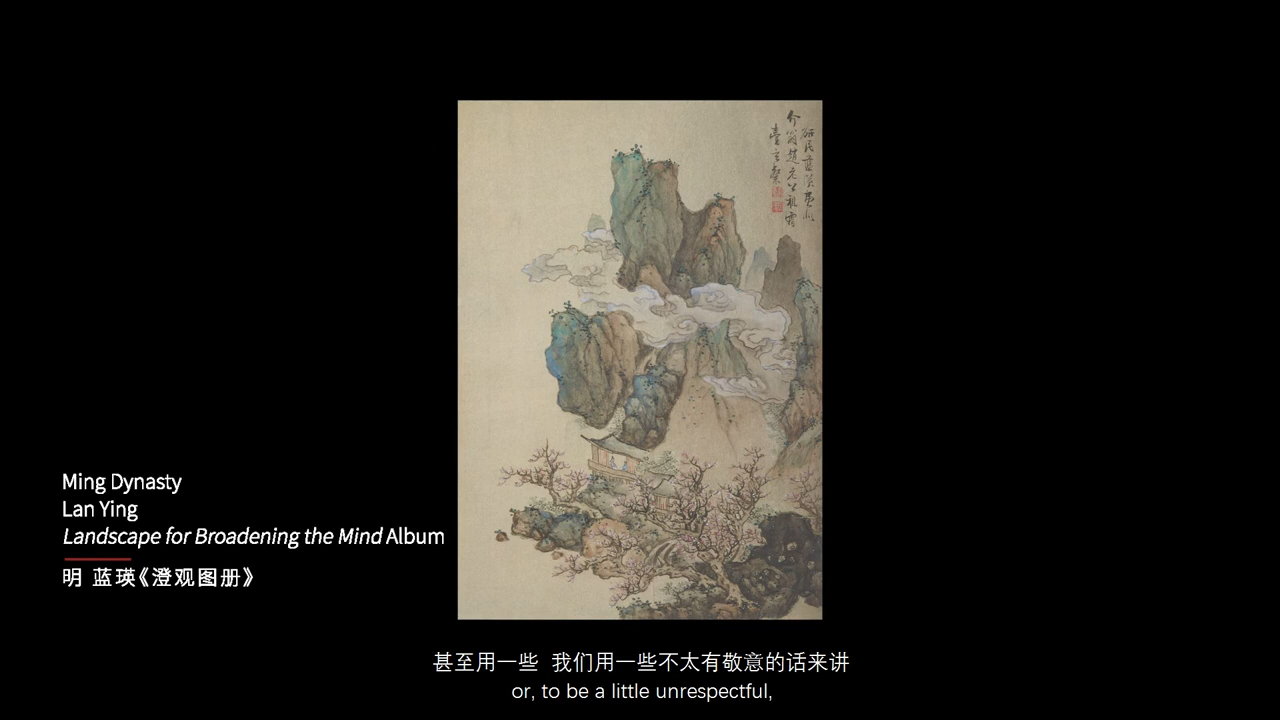 Ming Dynasty
Lan Ying
Landscape for Broadening the Mind Album
明 蓝瑛《澄观图册》
甚至用一些 我们用一些不太有敬意的话来讲
or, to be a little unrespectful,